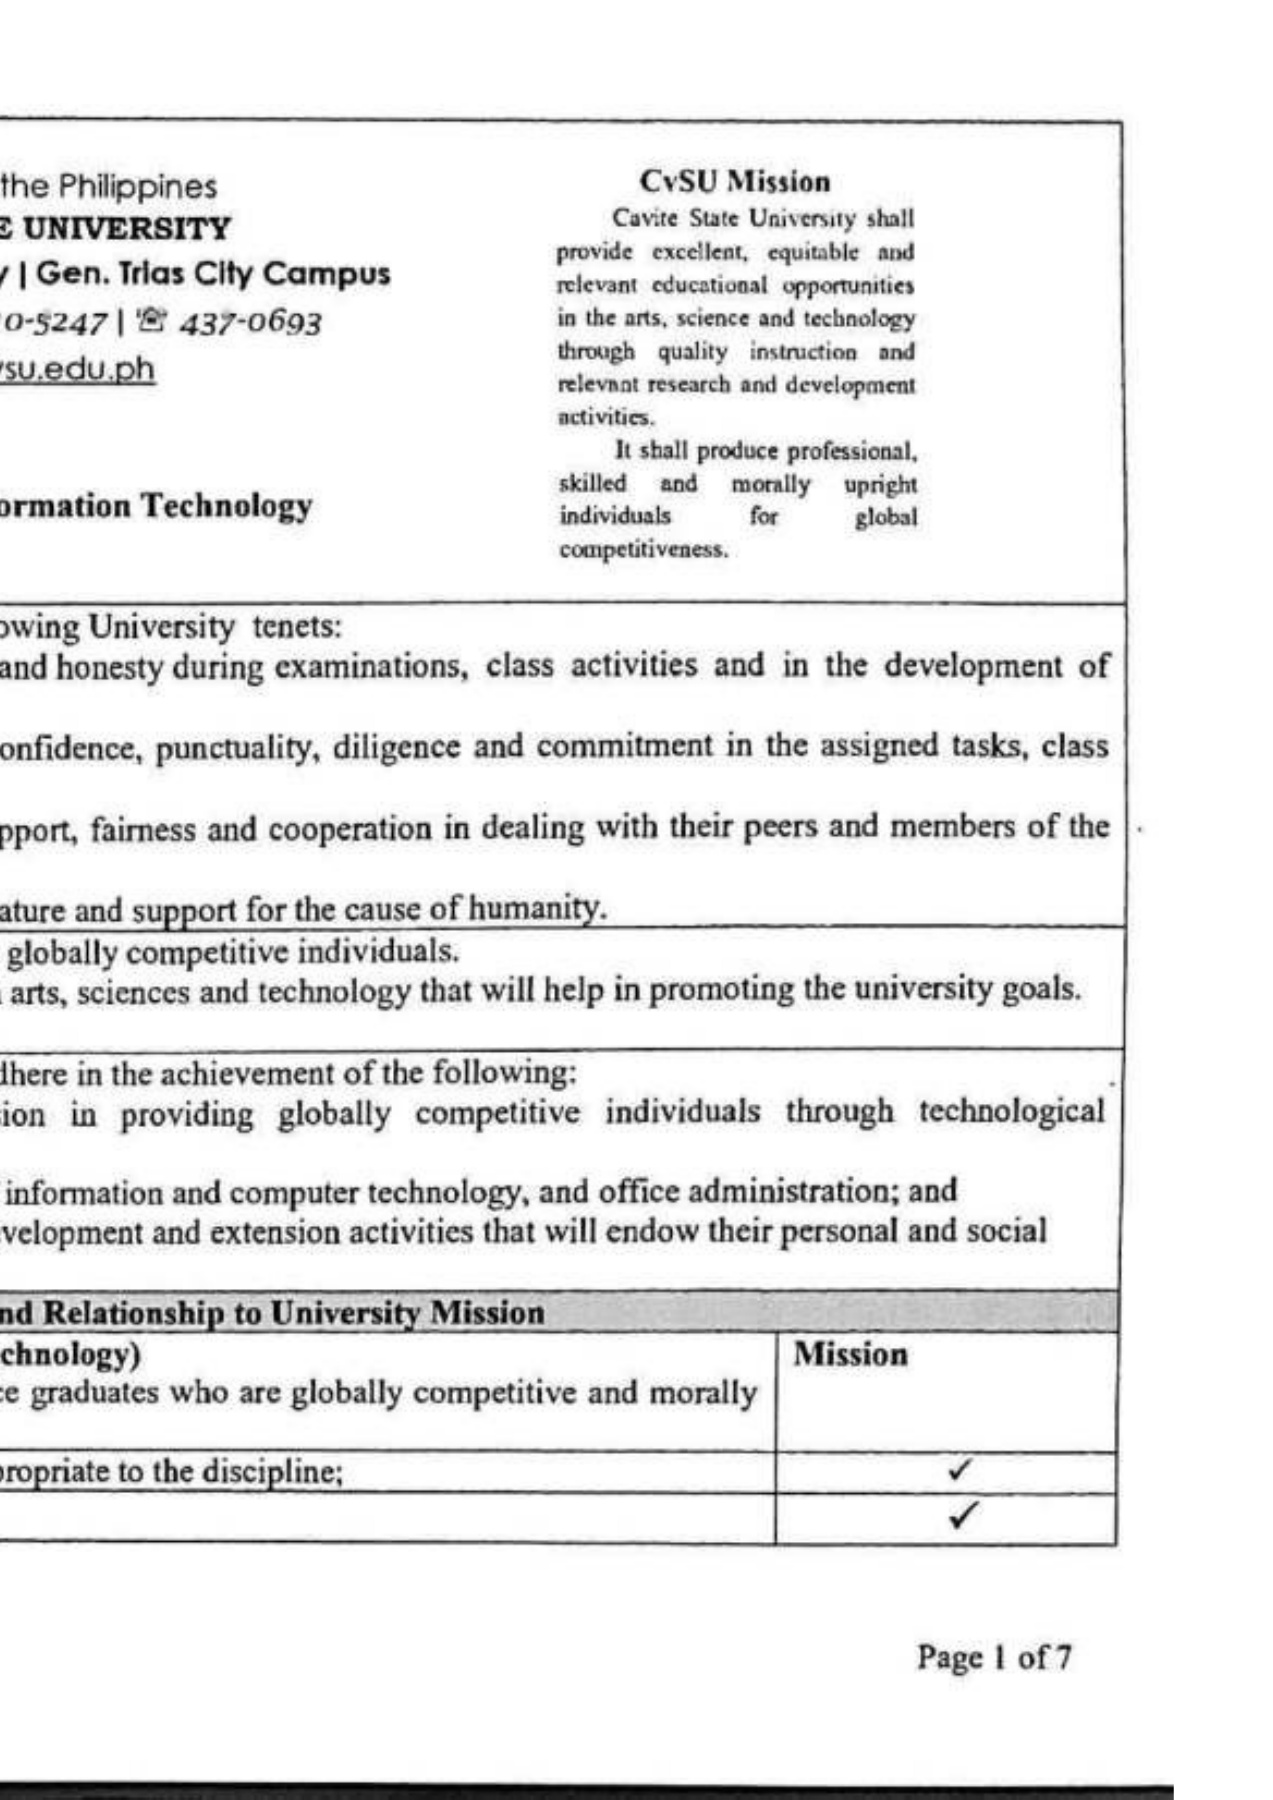 the Philippines
E UNIVERSITY
y | Gen. Trias City Campus
0-5247 | ☏ 437-0693
vsu.edu.ph
ormation Technology
CvSU Mission
Cavite State University shall
provide excellent, equitable and
relevant educational opportunities
in the arts, science and technology
through quality instruction and
relevant research and development
activities.
It shall produce professional,
skilled and morally upright
individuals for global
competitiveness.
owing University tenets:
and honesty during examinations, class activities and in the development of
onfidence, punctuality, diligence and commitment in the assigned tasks, class
pport, fairness and cooperation in dealing with their peers and members of the
ature and support for the cause of humanity.
globally competitive individuals.
arts, sciences and technology that will help in promoting the university goals.
dhere in the achievement of the following:
sion in providing globally competitive individuals through technological
information and computer technology, and office administration; and
velopment and extension activities that will endow their personal and social
nd Relationship to University Mission
chnology)
Mission
ce graduates who are globally competitive and morally
propriate to the discipline;
✓
✓
Page 1 of 7